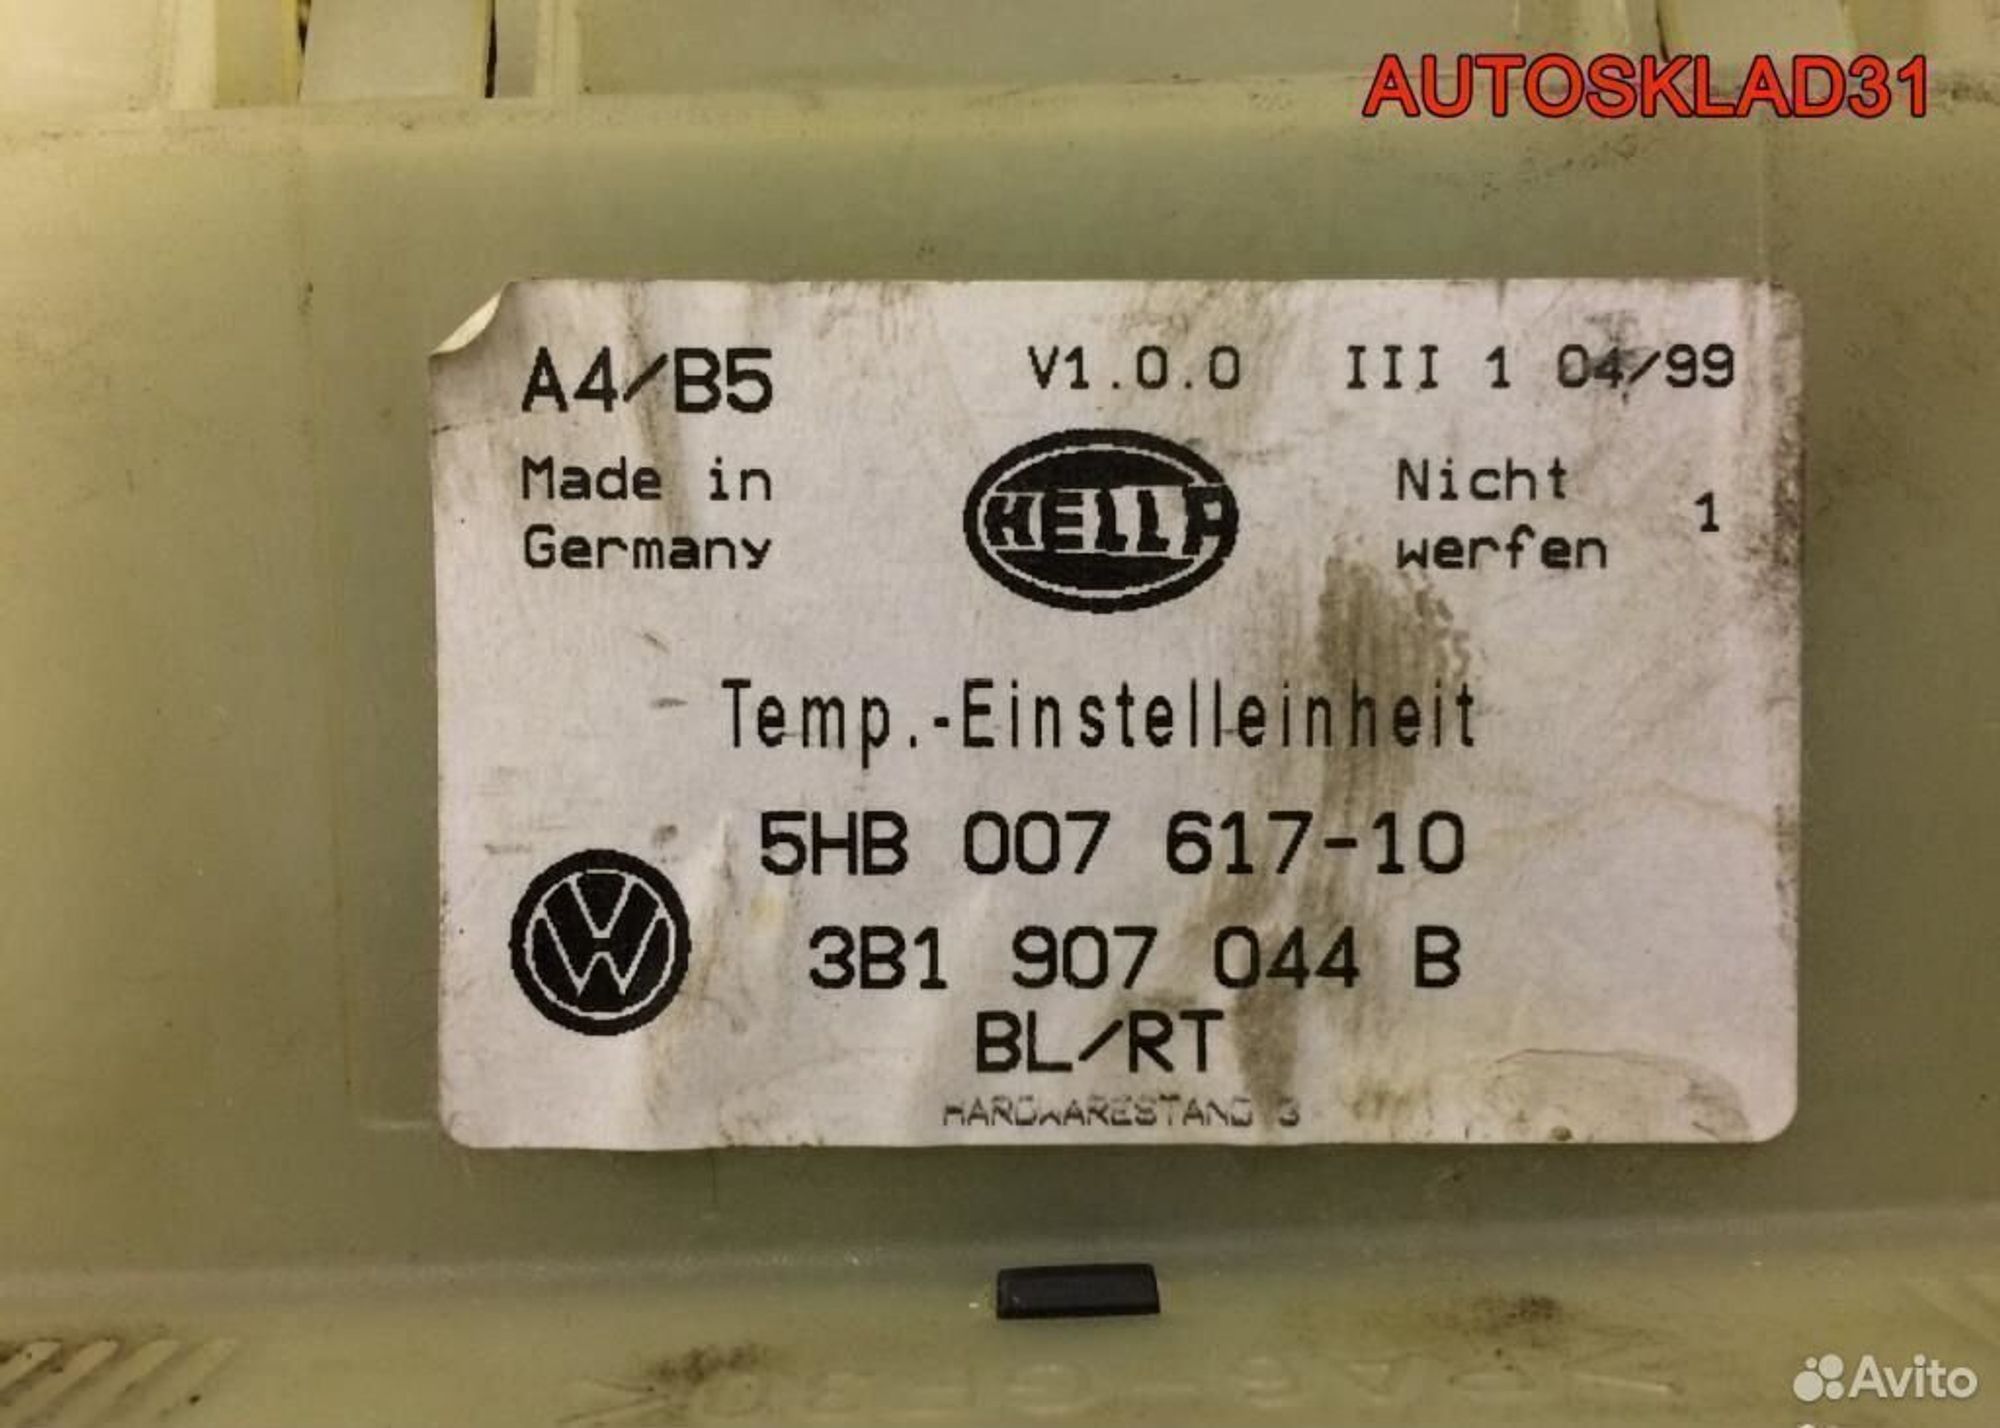 AUTOSKLAD31
A4/B5 V1.0.0 III 1 04/99
Made in Germany
HELLA
Nicht werfen 1
Temp.-Einstelleinheit
5HB 007 617-10
3B1 907 044 B
BL/RT
HARDWARESTAND 3
Avito